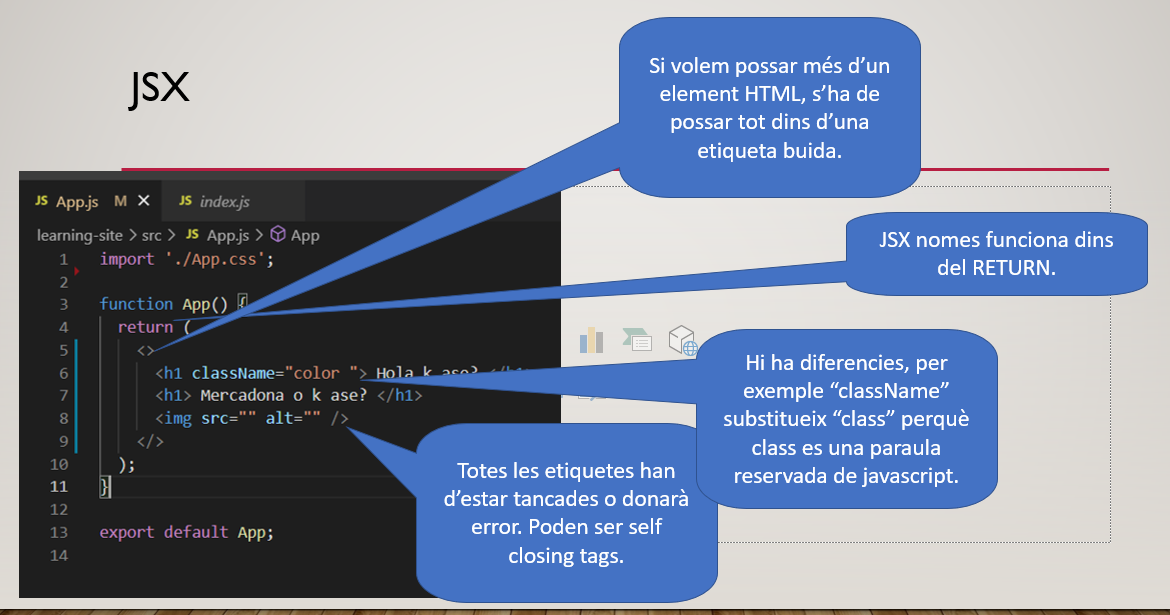 JSX
Si volem possar més d’un
element HTML, s’ha de
possar tot dins d’una
etiqueta buida.
JSX nomes funciona dins
del RETURN.
Hi ha diferencies, per
exemple “className”
substitueix “class” perquè
class es una paraula
reservada de javascript.
Totes les etiquetes han
d’estar tancades o donarà
error. Poden ser self
closing tags.
JS App.js M × JS index.js
learning-site > src > JS App.js > App
1 import './App.css';
2
3 function App() {
4 return (
5 <>
6 <h1 className="color "> Hola k ase? </h1>
7 <h1> Mercadona o k ase? </h1>
8 <img src="" alt="" />
9 </>
10 );
11 }
12
13 export default App;
14